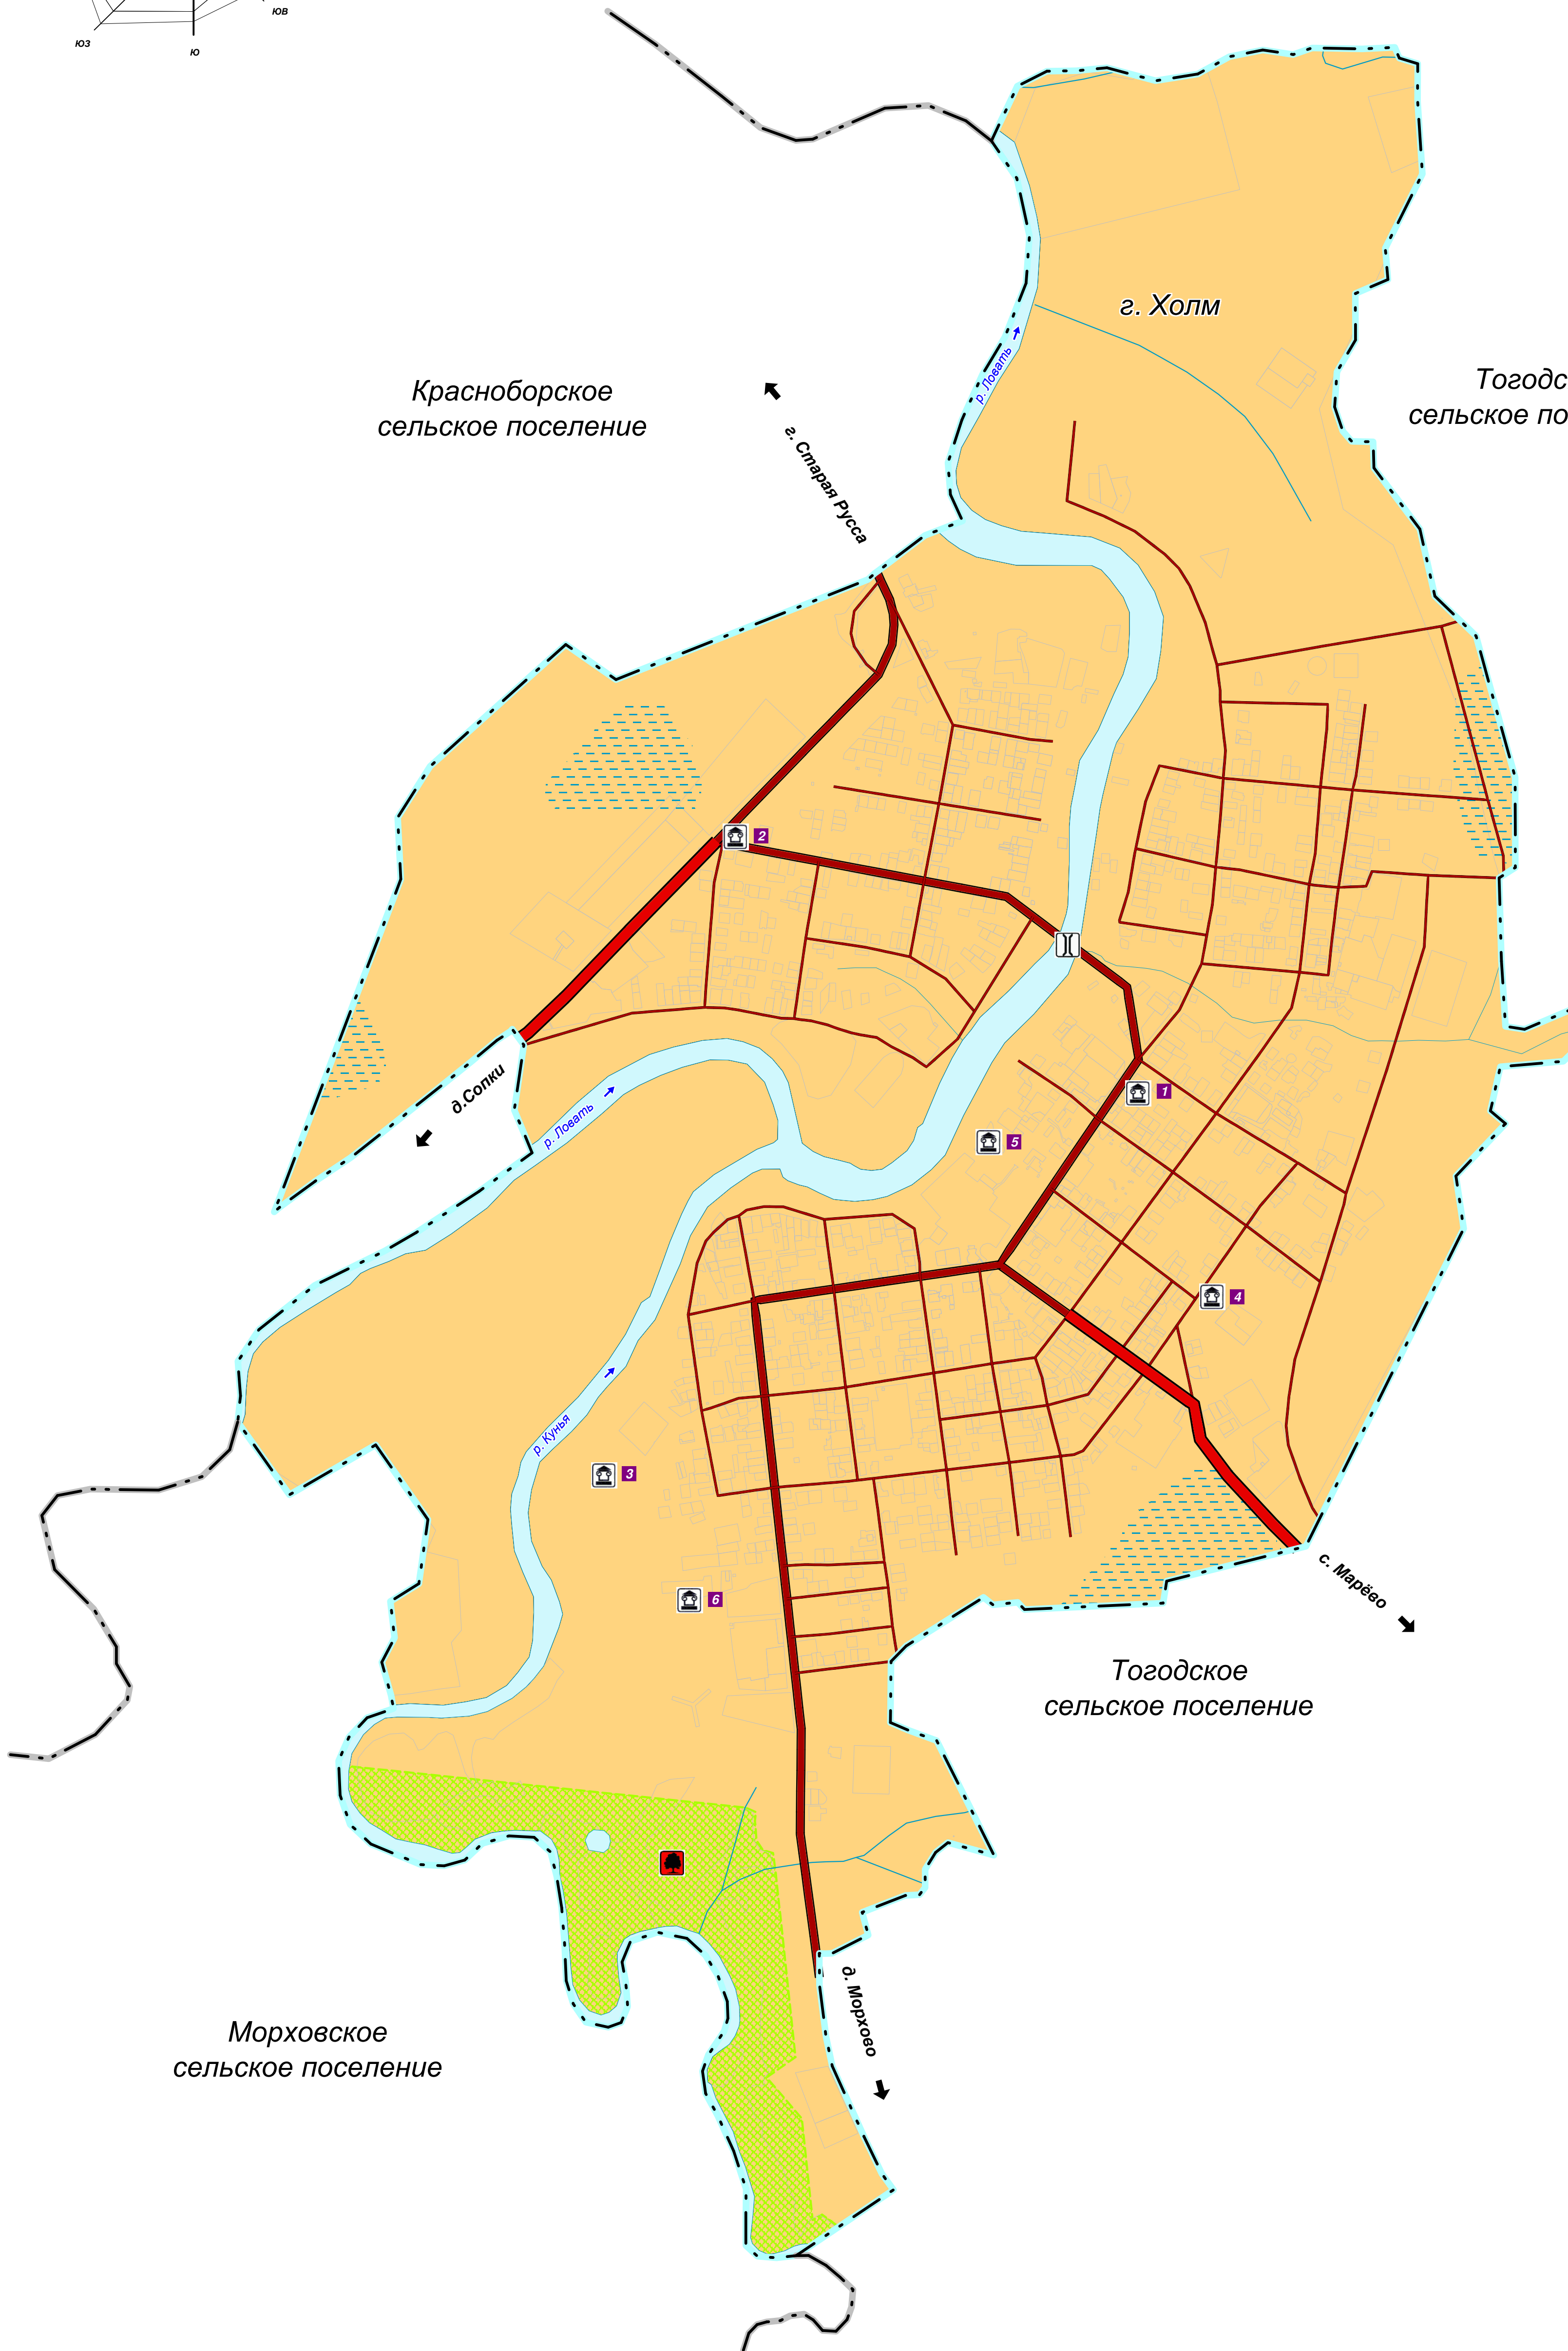 ЮВ
ЮЗ
Ю
г. Холм
р. Ловать
Красноборское
сельское поселение
Тогодс
сельское по
г. Старая Русса
2
д.Сопки
р. Ловать
1
5
4
р. Кунья
3
6
с. Марёво
Тогодское
сельское поселение
д. Морхово
Морховское
сельское поселение